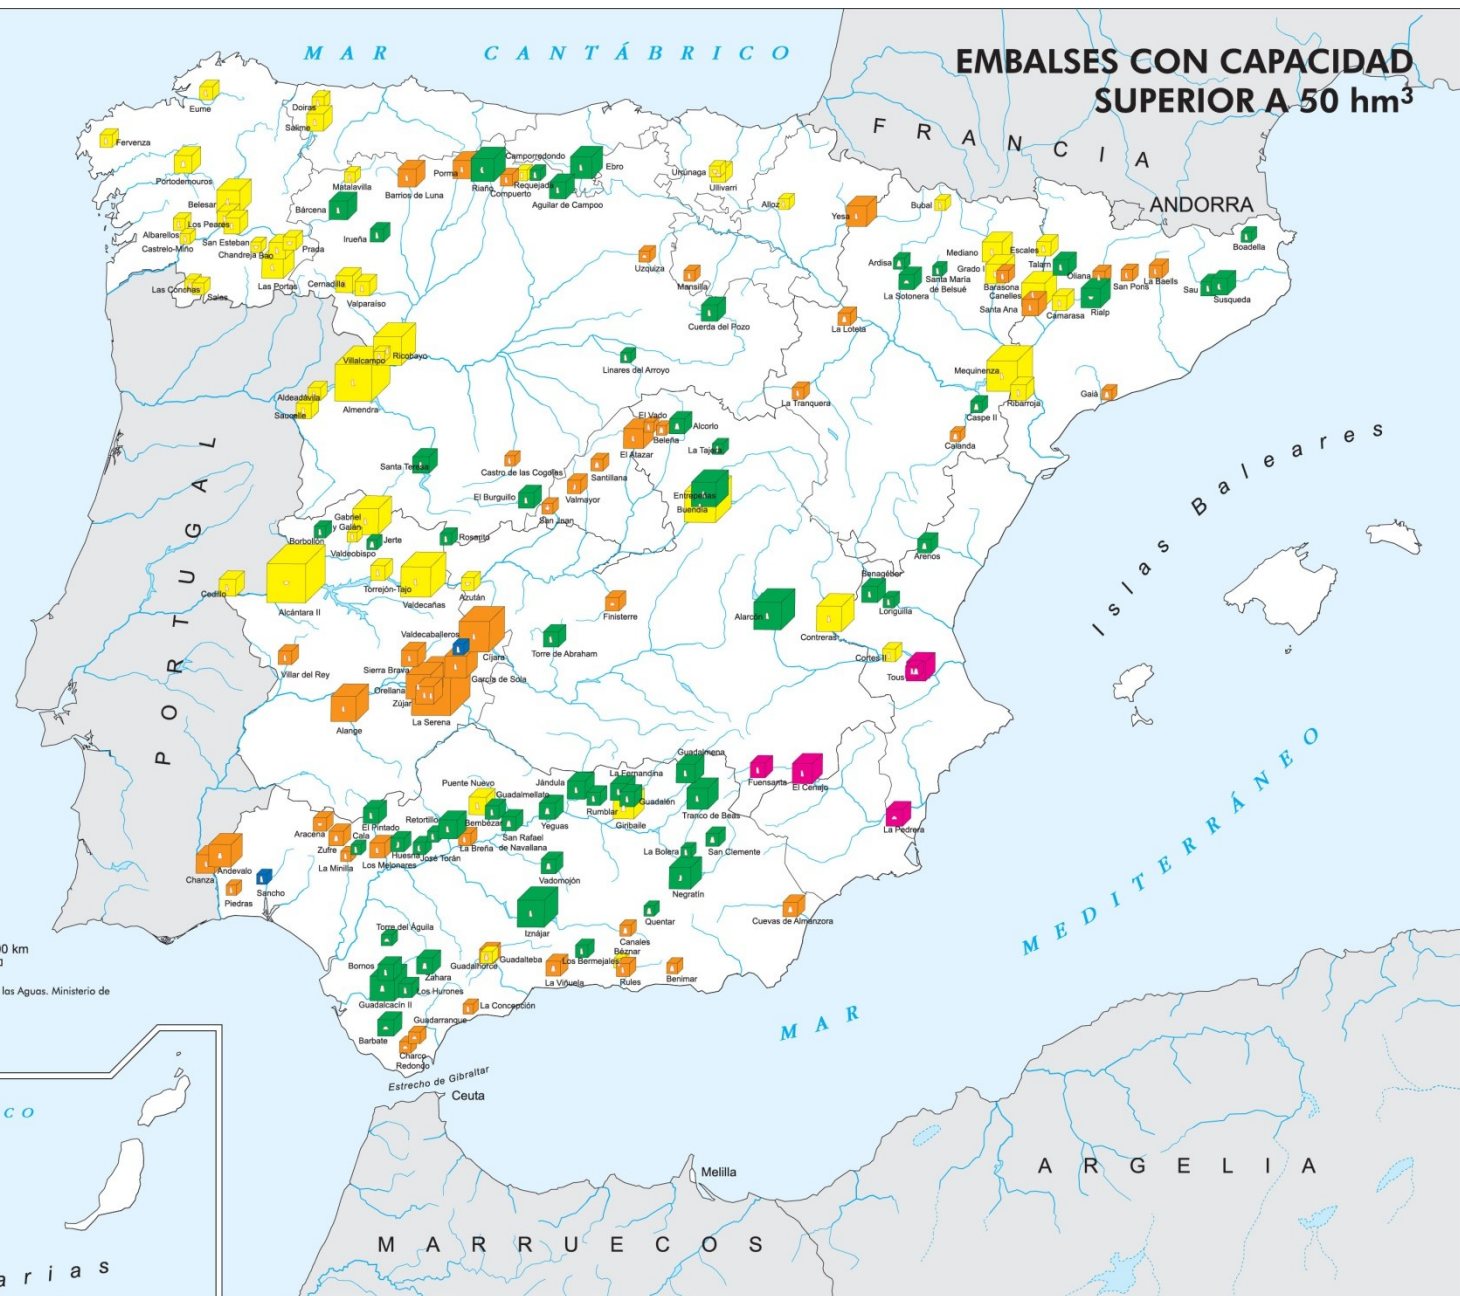 MAR CANTÁBRICO
EMBALSES CON CAPACIDAD
SUPERIOR A 50 hm³
FRANCIA
ANDORRA
Eume
Doiras
Salime
Fervenza
Portodemouros
Belesar
Los Peares
Albarellos
Castrelo-Miño
San Esteban
Chandreja
Bao
Prada
Las Portas
Las Conchas
Salas
Matalavilla
Bárcena
Irueña
Barrios de Luna
Porma
Riaño
Camporredondo
Compuerto
Requejada
Aguilar de Campoo
Ebro
Urrúnaga
Ullivarri
Alloz
Yesa
Bubal
Mediano
Escales
Grado I
Talarn
Oliana
San Pons
La Baells
Boadella
Ardisa
La Sotonera
Santa María
de Belsué
Barasona
Canelles
Santa Ana
Camarasa
Rialp
Sau
Susqueda
Cernadilla
Valparaíso
Uzquiza
Mansilla
Cuerda del Pozo
La Loteta
Linares del Arroyo
Ricobayo
Villalcampo
Almendra
Aldeadávila
Saucelle
Mequinenza
Ribarroja
Gaià
Caspe II
Calanda
La Tranquera
El Vado
Beleña
Alcorlo
El Atazar
La Tajera
Santa Teresa
Castro de las Cogotas
Santillana
Valmayor
El Burguillo
San Juan
Entrepeñas
Buendía
Gabriel
y Galán
Borbollón
Valdeobispo
Jerte
Rosarito
Cedillo
Alcántara II
Torrejón-Tajo
Valdecañas
Azután
Arenos
Benagéber
Loriguilla
Alarcón
Contreras
Cortes II
Tous
Finisterre
Torre de Abraham
Valdecaballeros
Cíjara
Sierra Brava
García de Sola
Orellana
Zújar
La Serena
Villar del Rey
Alange
PORTUGAL
Islas Baleares
Guadalmena
Fuensanta
El Cenajo
La Pedrera
Puente Nuevo
Guadalmellato
Jándula
La Fernandina
Rumblar
Guadalén
Giribaile
Tranco de Beas
Yeguas
Retortillo
Bembézar
San Rafael
de Navallana
La Breña
El Pintado
Cala
Aracena
Zufre
La Minilla
Los Melonares
Huesna
José Torán
La Bolera
San Clemente
Negratín
Vadomojón
Iznájar
Quentar
Canales
Cuevas de Almanzora
Chanza
Andevalo
Piedras
Sancho
Torre del Águila
Bornos
Zahara
Los Hurones
Guadalcacín II
Barbate
Guadalhorce
Guadalteba
La Viñuela
Los Bermejales
Béznar
Rules
Benimar
La Concepción
Guadarranque
Charco
Redondo
Estrecho de Gibraltar
Ceuta
Melilla
MAR MEDITERRÁNEO
MARRUECOS
ARGELIA
0 km
las Aguas. Ministerio de
CO
arias